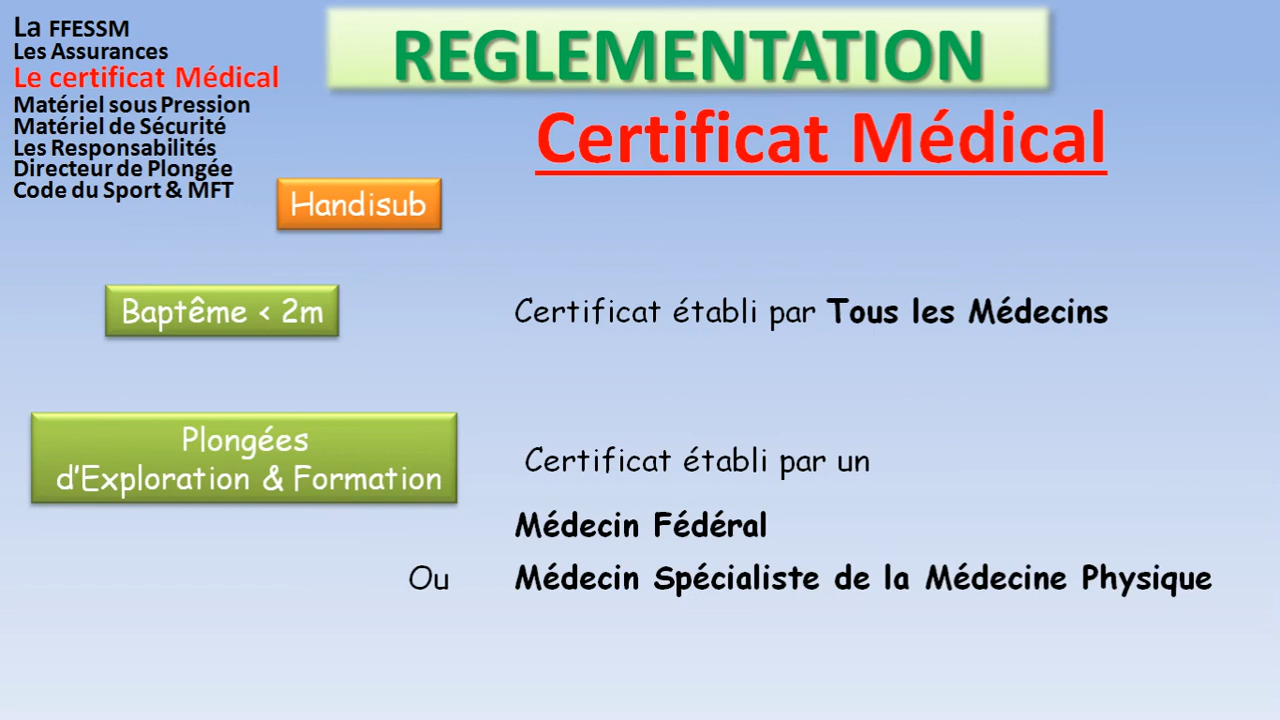 La FFESSM
Les Assurances
Le certificat Médical
Matériel sous Pression
Matériel de Sécurité
Les Responsabilités
Directeur de Plongée
Code du Sport & MFT
REGLEMENTATION
Certificat Médical
Handisub
Baptême < 2m
Certificat établi par Tous les Médecins
Plongées
d'Exploration & Formation
Certificat établi par un
Médecin Fédéral
Ou Médecin Spécialiste de la Médecine Physique